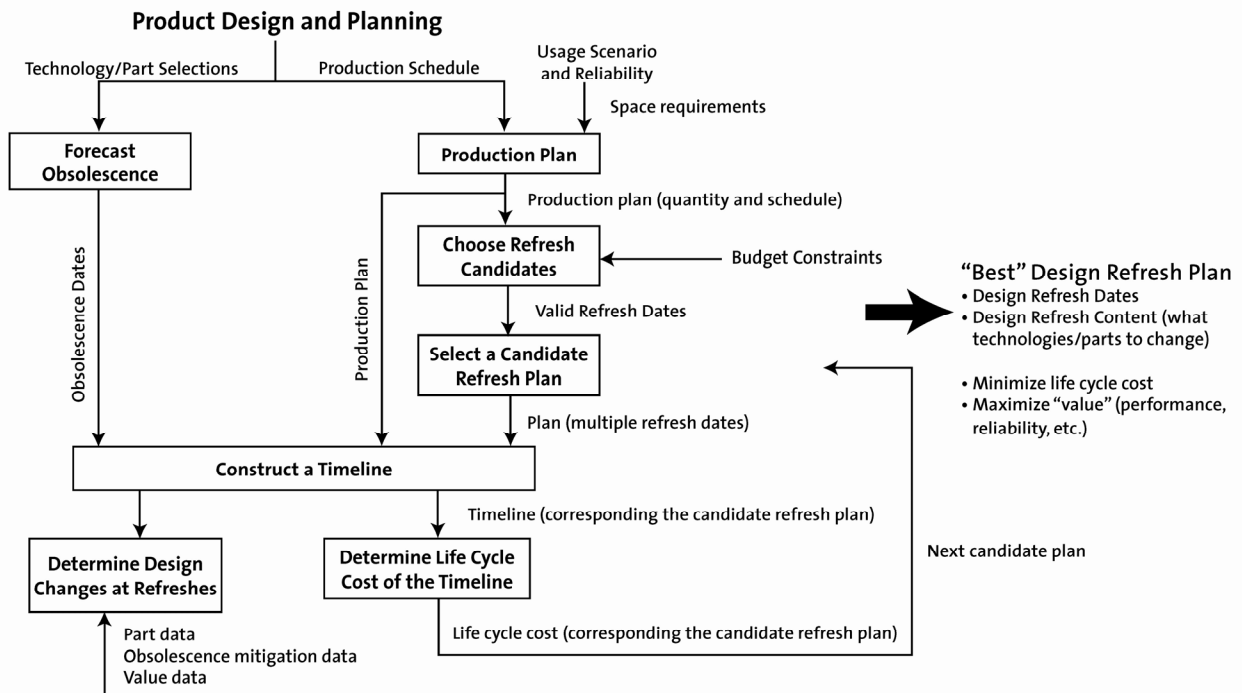 Product Design and Planning
Technology/Part Selections
Production Schedule
Usage Scenario
and Reliability
Space requirements
Forecast
Obsolescence
Production Plan
Production plan (quantity and schedule)
Choose Refresh
Candidates
Budget Constraints
Obsolescence Dates
Production Plan
Valid Refresh Dates
Select a Candidate
Refresh Plan
Plan (multiple refresh dates)
“Best” Design Refresh Plan
• Design Refresh Dates
• Design Refresh Content (what
technologies/parts to change)
• Minimize life cycle cost
• Maximize “value” (performance,
reliability, etc.)
Construct a Timeline
Timeline (corresponding the candidate refresh plan)
Determine Design
Changes at Refreshes
Determine Life Cycle
Cost of the Timeline
Next candidate plan
Life cycle cost (corresponding the candidate refresh plan)
Part data
Obsolescence mitigation data
Value data